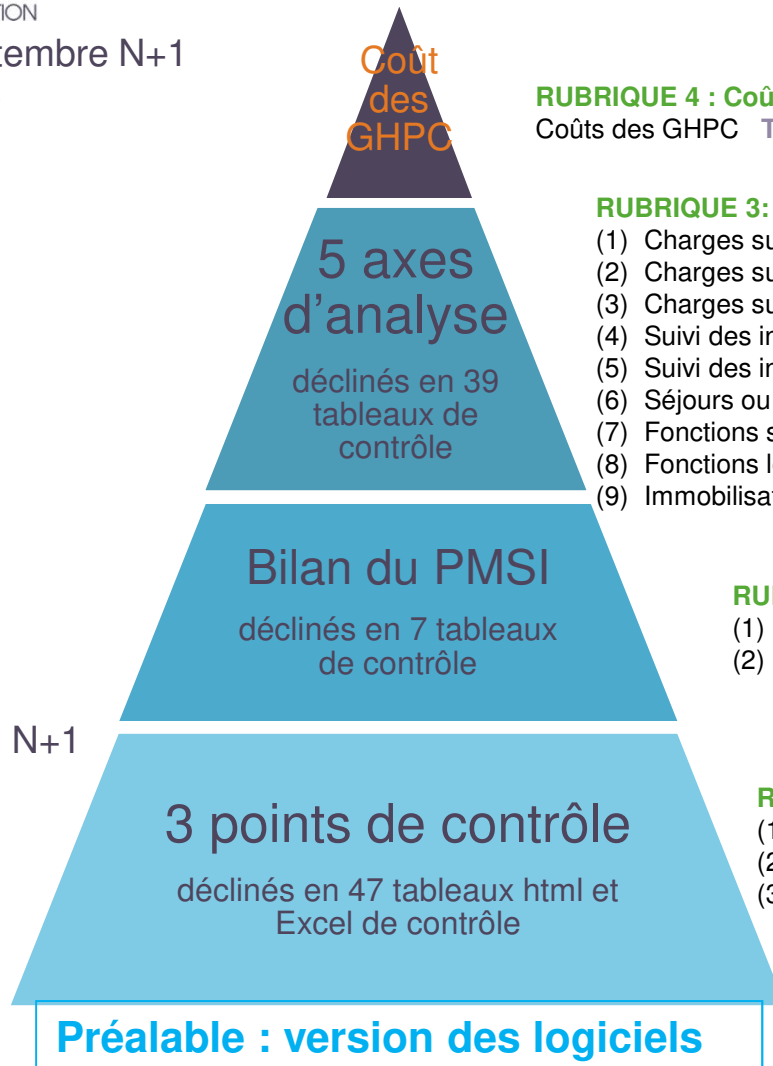 ION
tembre N+1
Coût
des
GHPC
RUBRIQUE 4 : Coû
Coûts des GHPC T
5 axes
d'analyse
déclinés en 39
tableaux de
contrôle
RUBRIQUE 3:
(1) Charges su
(2) Charges su
(3) Charges su
(4) Suivi des in
(5) Suivi des in
(6) Séjours ou
(7) Fonctions s
(8) Fonctions l
(9) Immobilisat
Bilan du PMSI
déclinés en 7 tableaux
de contrôle
RU
(1)
(2)
N+1
3 points de contrôle
déclinés en 47 tableaux html et
Excel de contrôle
R
(1
(2
(3
Préalable : version des logiciels